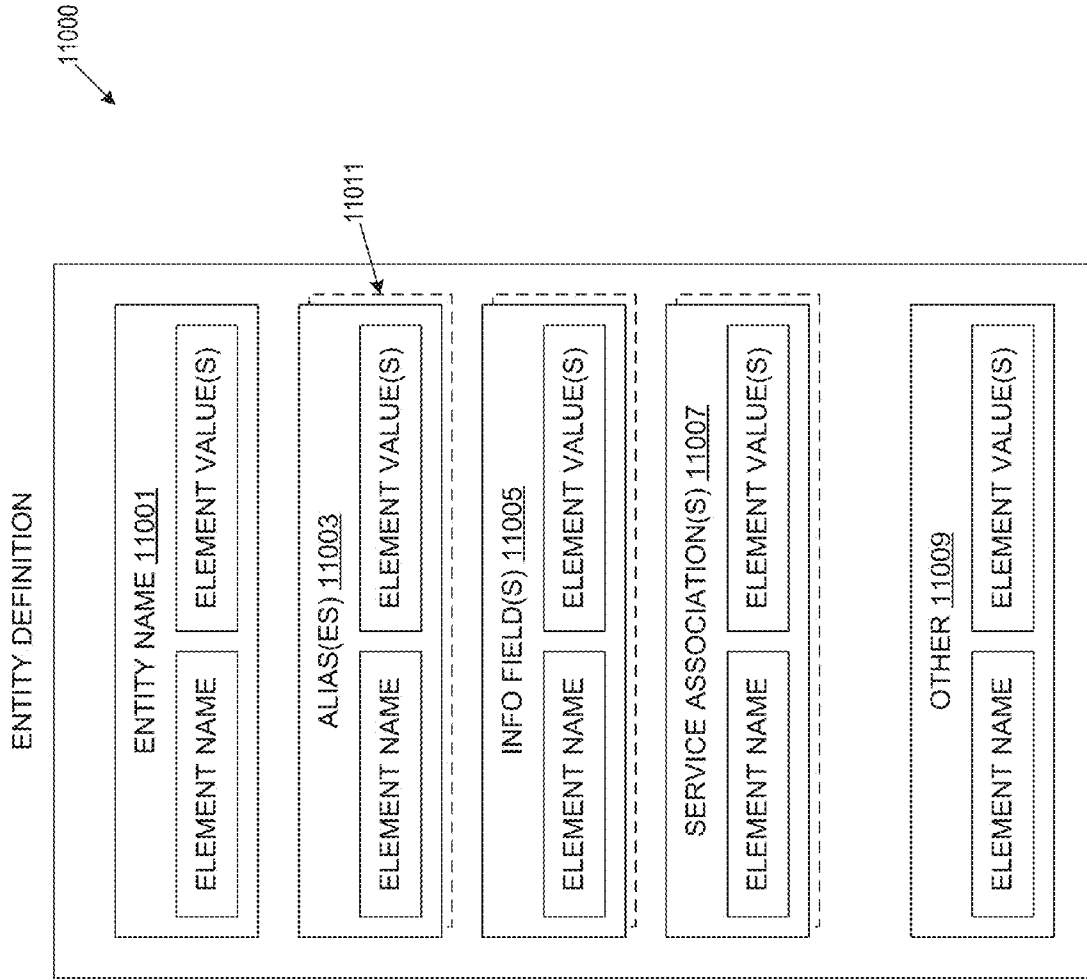 ENTITY DEFINITION
11000
ENTITY NAME 11001
ELEMENT NAME
ELEMENT VALUE(S)
11011
ALIAS(ES) 11003
ELEMENT NAME
ELEMENT VALUE(S)
INFO FIELD(S) 11005
ELEMENT NAME
ELEMENT VALUE(S)
SERVICE ASSOCIATION(S) 11007
ELEMENT NAME
ELEMENT VALUE(S)
OTHER 11009
ELEMENT NAME
ELEMENT VALUE(S)